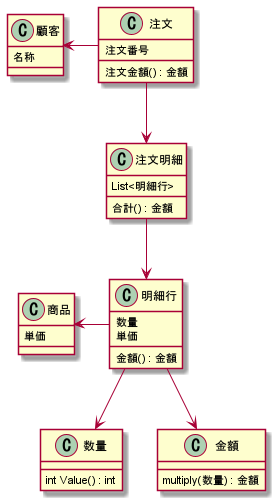 C 顧客
名称
C 注文
注文番号
注文金額() : 金額
C 注文明細
List<明細行>
合計() : 金額
C 商品
単価
C 明細行
数量
単価
金額() : 金額
C 数量
int Value() : int
C 金額
multiply(数量) : 金額